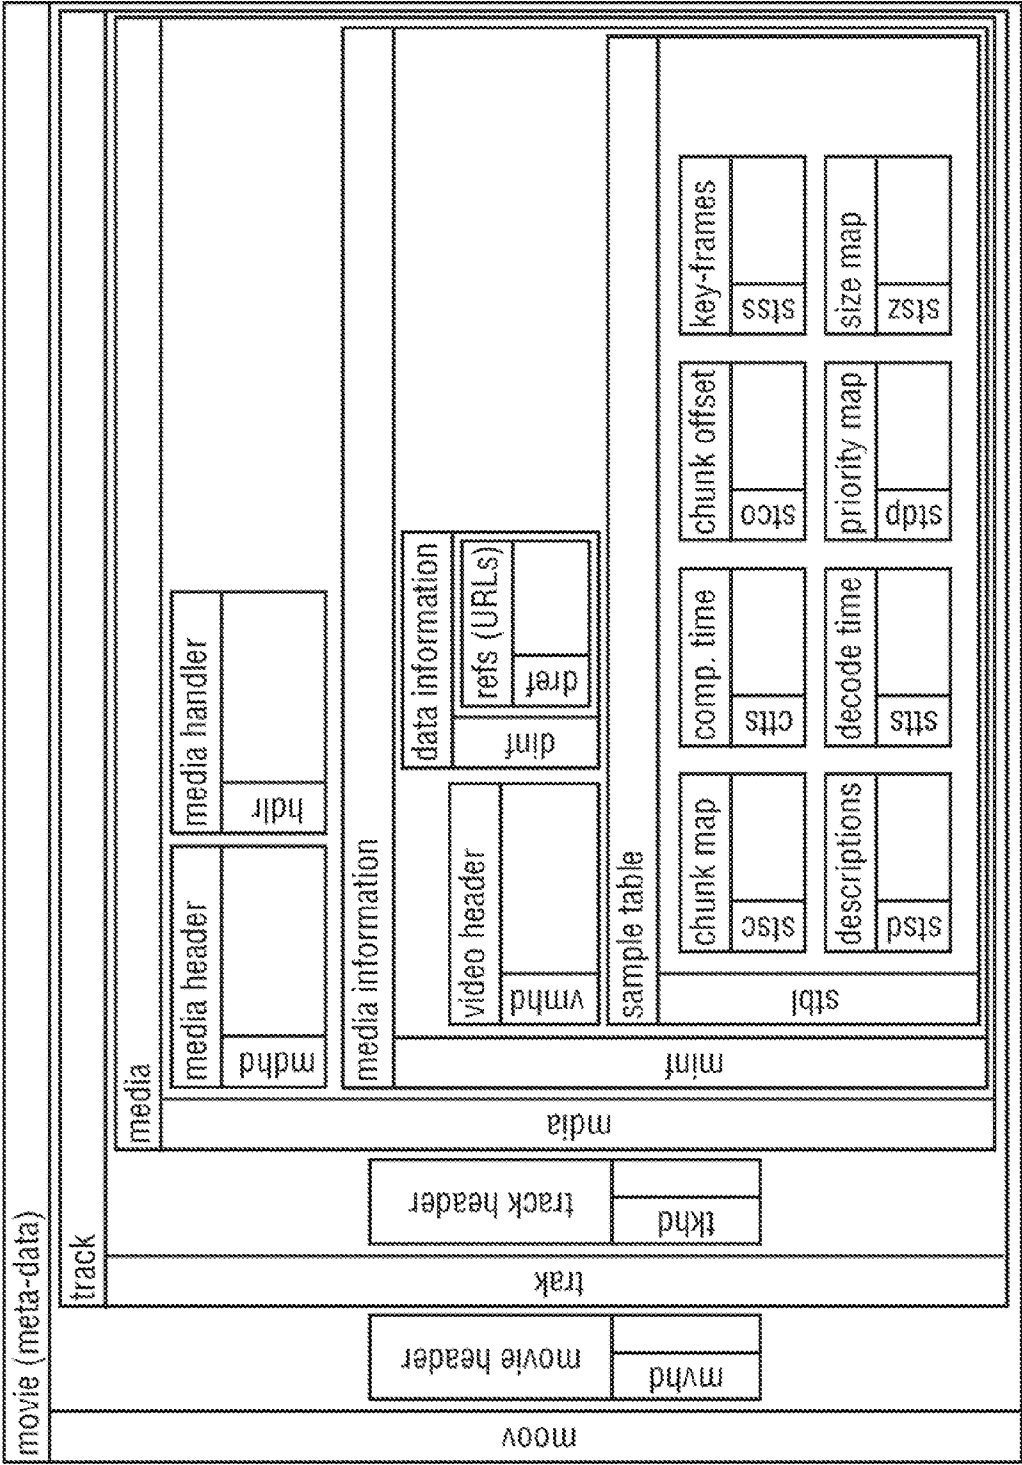 movie (meta-data)
moov
movie header
mvhd
track
trak
track header
tkhd
media
mdia
media header
mdhd
media handler
hdlr
media information
minf
video header
vmhd
data information
dinf
refs (URLs)
dref
sample table
stbl
chunk map
stsc
comp. time
ctts
chunk offset
stco
key-frames
stss
descriptions
stsd
decode time
stts
priority map
stdp
size map
stsz